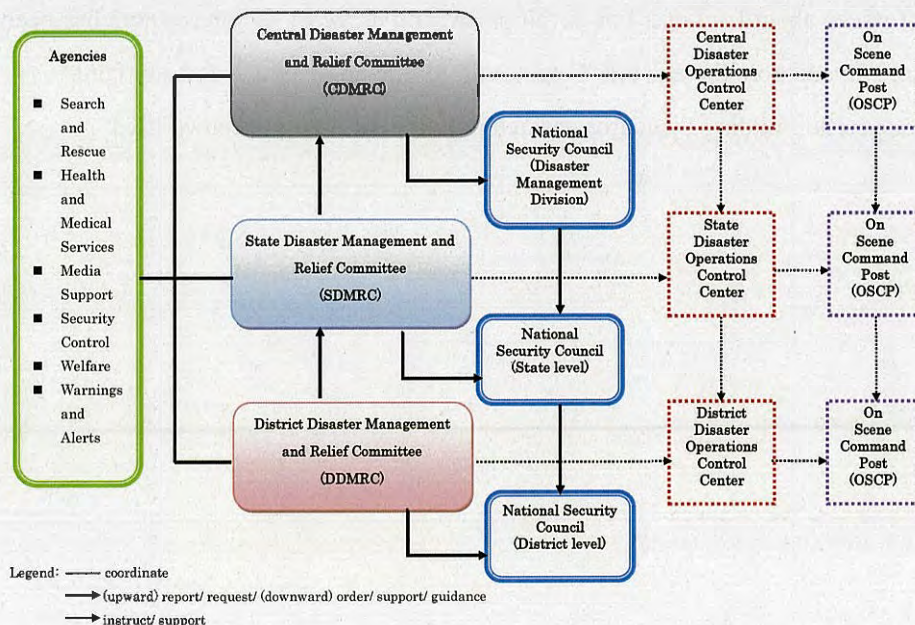 Agencies
■ Search
and
Rescue
■ Health
and
Medical
Services
■ Media
Support
■ Security
Control
■ Welfare
■ Warnings
and
Alerts
Central Disaster Management
and Relief Committee
(CDMRC)
National
Security Council
(Disaster
Management
Division)
Central
Disaster
Operations
Control
Center
On
Scene
Command
Post
(OSCP)
State Disaster Management and
Relief Committee
(SDMRC)
National
Security Council
(State level)
State
Disaster
Operations
Control
Center
On
Scene
Command
Post
(OSCP)
District Disaster Management
and Relief Committee
(DDMRC)
National Security
Council
(District level)
District
Disaster
Operations
Control
Center
On
Scene
Command
Post
(OSCP)
Legend: coordinate
(upward) report/ request/ (downward) order/ support/ guidance
instruct/ support